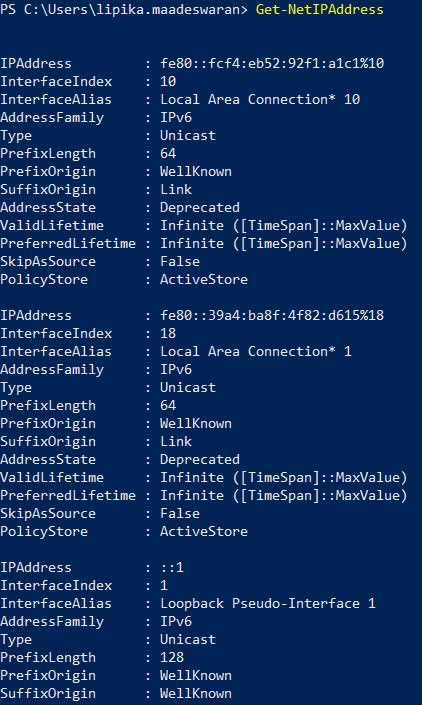 PS C:\Users\lipika.maadeswaran> Get-NetIPAddress
IPAddress         : fe80::fcf4:eb52:92f1:a1c1%10
InterfaceIndex    : 10
InterfaceAlias    : Local Area Connection* 10
AddressFamily     : IPv6
Type              : Unicast
PrefixLength      : 64
PrefixOrigin      : WellKnown
SuffixOrigin      : Link
AddressState      : Deprecated
ValidLifetime     : Infinite ([TimeSpan]::MaxValue)
PreferredLifetime : Infinite ([TimeSpan]::MaxValue)
SkipAsSource      : False
PolicyStore       : ActiveStore
IPAddress         : fe80::39a4:ba8f:4f82:d615%18
InterfaceIndex    : 18
InterfaceAlias    : Local Area Connection* 1
AddressFamily     : IPv6
Type              : Unicast
PrefixLength      : 64
PrefixOrigin      : WellKnown
SuffixOrigin      : Link
AddressState      : Deprecated
ValidLifetime     : Infinite ([TimeSpan]::MaxValue)
PreferredLifetime : Infinite ([TimeSpan]::MaxValue)
SkipAsSource      : False
PolicyStore       : ActiveStore
IPAddress         : ::1
InterfaceIndex    : 1
InterfaceAlias    : Loopback Pseudo-Interface 1
AddressFamily     : IPv6
Type              : Unicast
PrefixLength      : 128
PrefixOrigin      : WellKnown
SuffixOrigin      : WellKnown